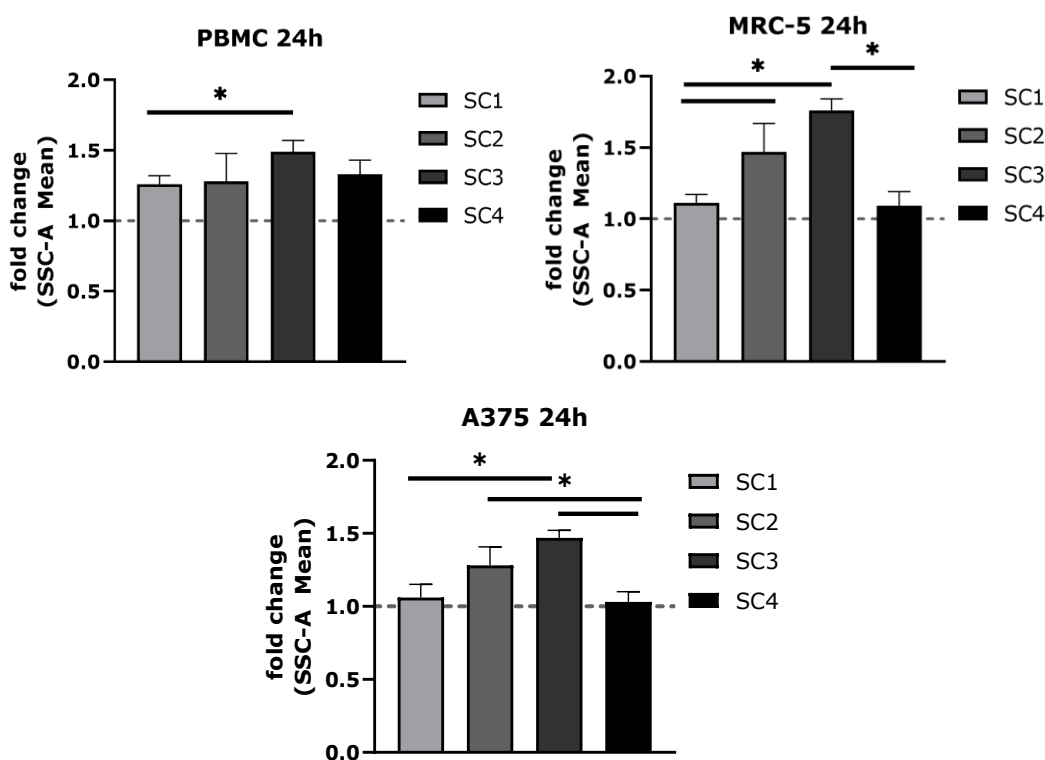 PBMC 24h
*
2.0
1.5
1.0
0.5
0.0
fold change
(SSC-A Mean)
SC1
SC2
SC3
SC4
MRC-5 24h
*
*
2.0
1.5
1.0
0.5
0.0
fold change
(SSC-A Mean)
SC1
SC2
SC3
SC4
A375 24h
*
*
2.0
1.5
1.0
0.5
0.0
fold change
(SSC-A Mean)
SC1
SC2
SC3
SC4